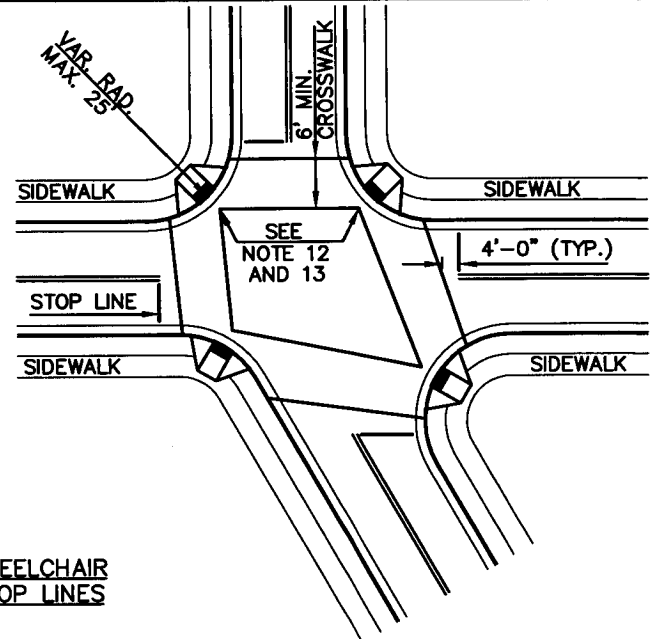 VAR. RAD.
MAX. 25'
6' MIN.
CROSSWALK
SIDEWALK
SIDEWALK
SEE
NOTE 12
AND 13
4'-0" (TYP.)
STOP LINE
SIDEWALK
SIDEWALK
EELCHAIR
OP LINES